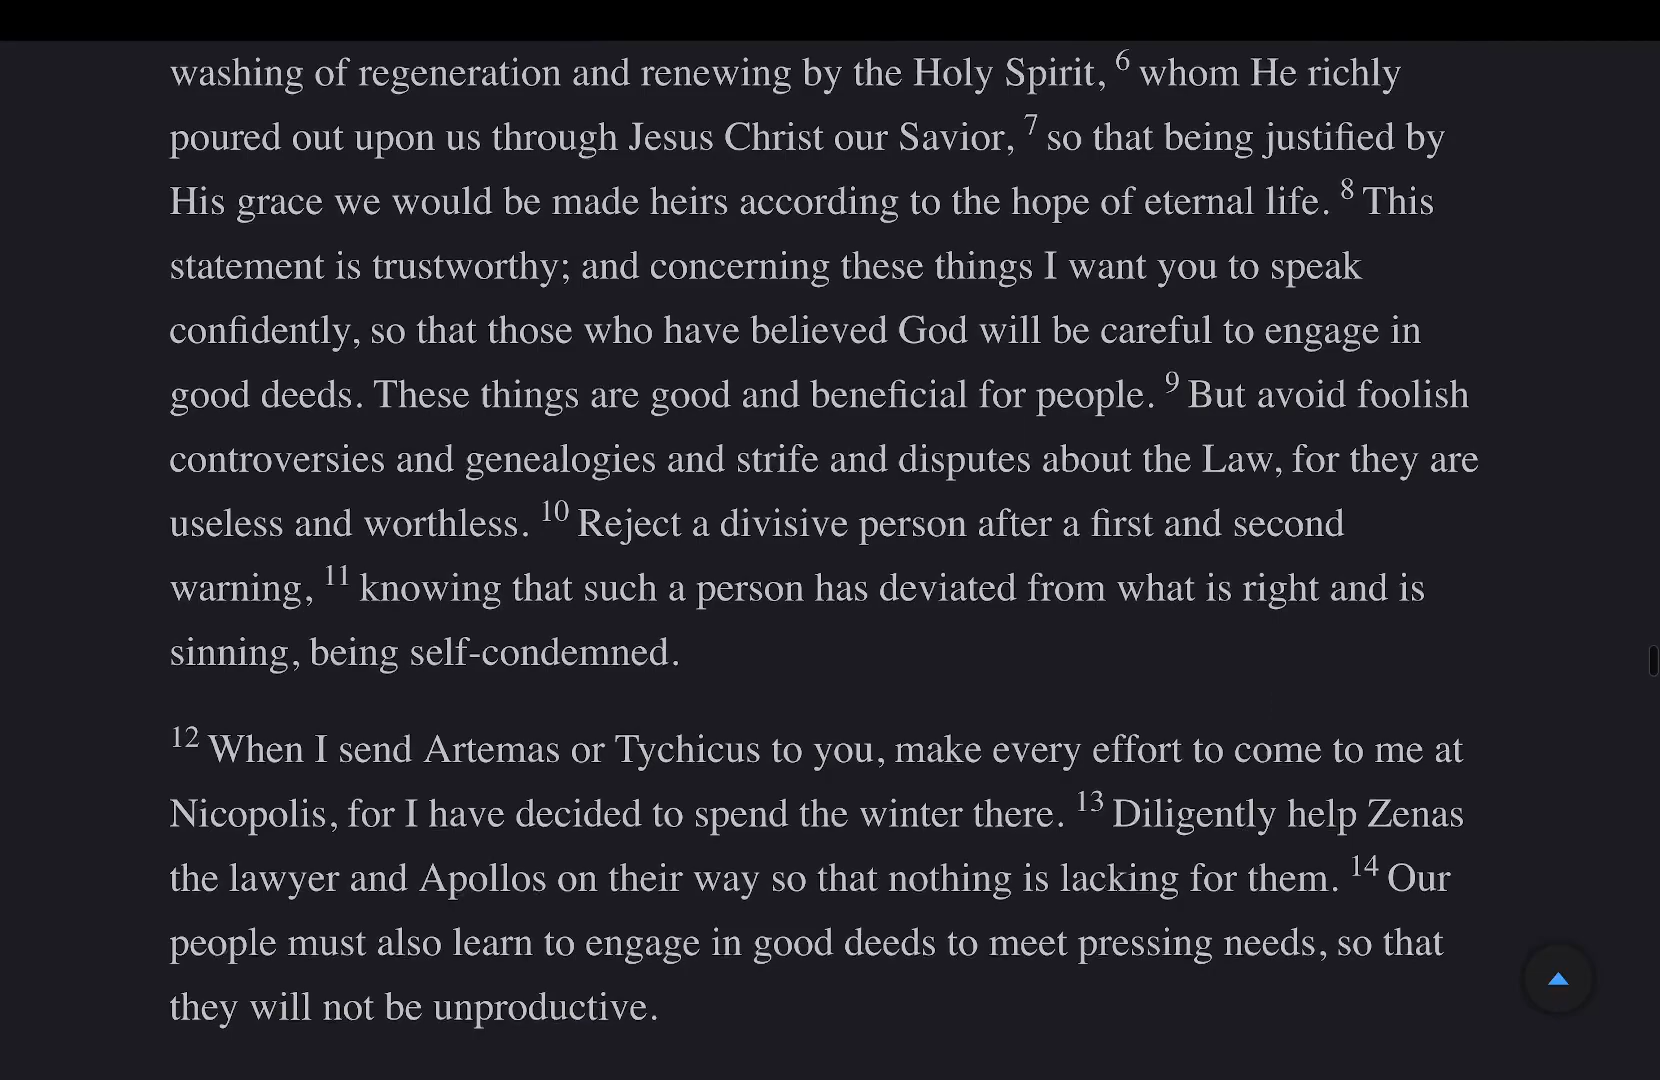 washing of regeneration and renewing by the Holy Spirit, 6 whom He richly
poured out upon us through Jesus Christ our Savior, 7 so that being justified by
His grace we would be made heirs according to the hope of eternal life. 8 This
statement is trustworthy; and concerning these things I want you to speak
confidently, so that those who have believed God will be careful to engage in
good deeds. These things are good and beneficial for people. 9 But avoid foolish
controversies and genealogies and strife and disputes about the Law, for they are
useless and worthless. 10 Reject a divisive person after a first and second
warning, 11 knowing that such a person has deviated from what is right and is
sinning, being self-condemned.
12 When I send Artemas or Tychicus to you, make every effort to come to me at
Nicopolis, for I have decided to spend the winter there. 13 Diligently help Zenas
the lawyer and Apollos on their way so that nothing is lacking for them. 14 Our
people must also learn to engage in good deeds to meet pressing needs, so that
they will not be unproductive.